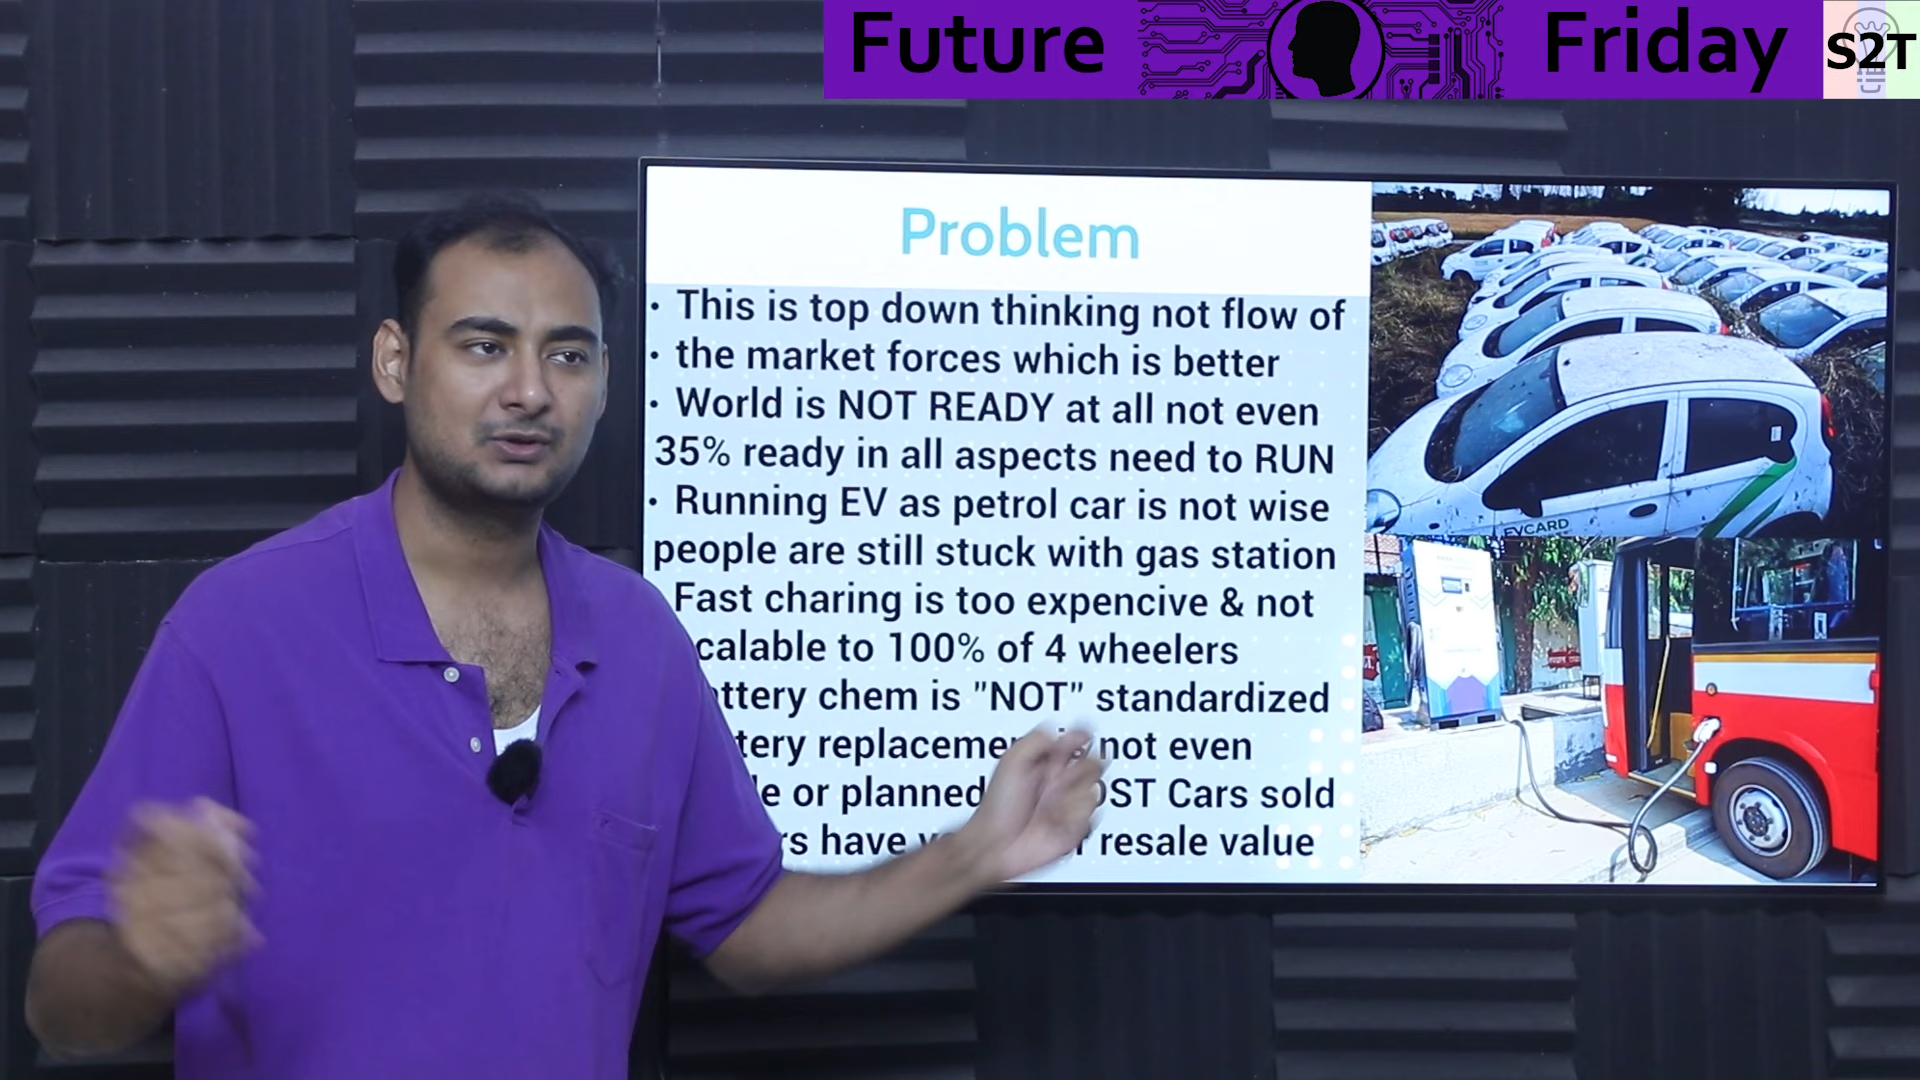 Future Friday S2T
Problem
• This is top down thinking not flow of
• the market forces which is better
• World is NOT READY at all not even
35% ready in all aspects need to RUN
• Running EV as petrol car is not wise
people are still stuck with gas station
Fast charing is too expencive & not
calable to 100% of 4 wheelers
ttery chem is "NOT" standardized
tery replacemen not even
e or planned OST Cars sold
rs have resale value
EVCARD